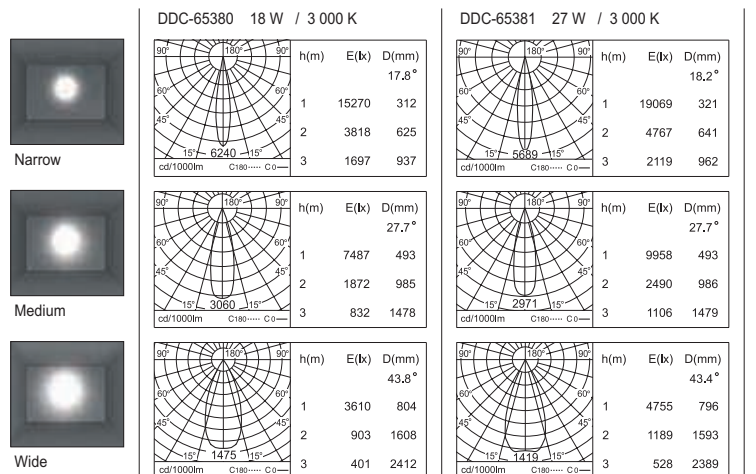 DDC-65380 18 W / 3 000 K
DDC-65381 27 W / 3 000 K
Narrow
90° 180° 90°
60° 60°
45° 45°
15° 6240 15°
cd/1000lm C180 ····· C 0 —
h(m) E(lx) D(mm)
17.8°
1 15270 312
2 3818 625
3 1697 937
90° 180° 90°
60° 60°
45° 45°
15° 5689 15°
cd/1000lm C180 ····· C 0 —
h(m) E(lx) D(mm)
18.2°
1 19069 321
2 4767 641
3 2119 962
Medium
90° 180° 90°
60° 60°
45° 45°
15° 3060 15°
cd/1000lm C180 ····· C 0 —
h(m) E(lx) D(mm)
27.7°
1 7487 493
2 1872 985
3 832 1478
90° 180° 90°
60° 60°
45° 45°
15° 2971 15°
cd/1000lm C180 ····· C 0 —
h(m) E(lx) D(mm)
27.7°
1 9958 493
2 2490 986
3 1106 1479
Wide
90° 180° 90°
60° 60°
45° 45°
15° 1475 15°
cd/1000lm C180 ····· C 0 —
h(m) E(lx) D(mm)
43.8°
1 3610 804
2 903 1608
3 401 2412
90° 180° 90°
60° 60°
45° 45°
15° 1419 15°
cd/1000lm C180 ····· C 0 —
h(m) E(lx) D(mm)
43.4°
1 4755 796
2 1189 1593
3 528 2389